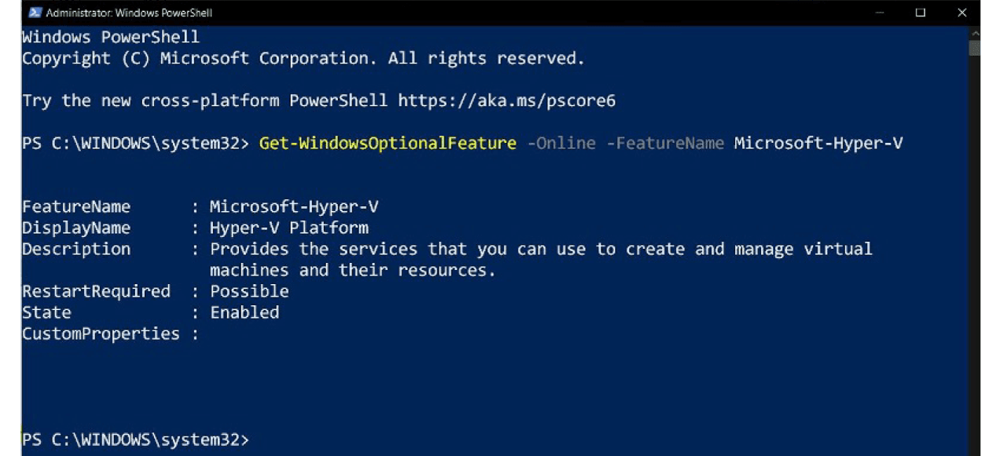 Administrator: Windows PowerShell
Windows PowerShell
Copyright (C) Microsoft Corporation. All rights reserved.
Try the new cross-platform PowerShell https://aka.ms/pscore6
PS C:\WINDOWS\system32> Get-WindowsOptionalFeature -Online -FeatureName Microsoft-Hyper-V
FeatureName      : Microsoft-Hyper-V
DisplayName      : Hyper-V Platform
Description      : Provides the services that you can use to create and manage virtual
                   machines and their resources.
RestartRequired  : Possible
State            : Enabled
CustomProperties :
PS C:\WINDOWS\system32>